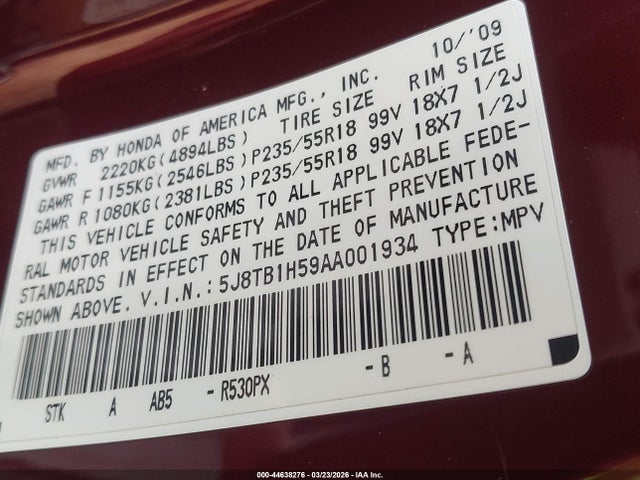 MFD. BY HONDA OF AMERICA MFG., INC. 10/'09
GVWR 2220KG(4894LBS) TIRE SIZE RIM SIZE
GAWR F 1155KG(2546LBS)P235/55R18 99V 18X7 1/2J
GAWR R 1080KG(2381LBS)P235/55R18 99V 18X7 1/2J
THIS VEHICLE CONFORMS TO ALL APPLICABLE FEDE-
RAL MOTOR VEHICLE SAFETY AND THEFT PREVENTION
STANDARDS IN EFFECT ON THE DATE OF MANUFACTURE
SHOWN ABOVE. V.I.N.:5J8TB1H59AA001934 TYPE:MPV
STK A AB5 - R530PX - B - A
000-44638276 - 03/23/2026 - IAA Inc.